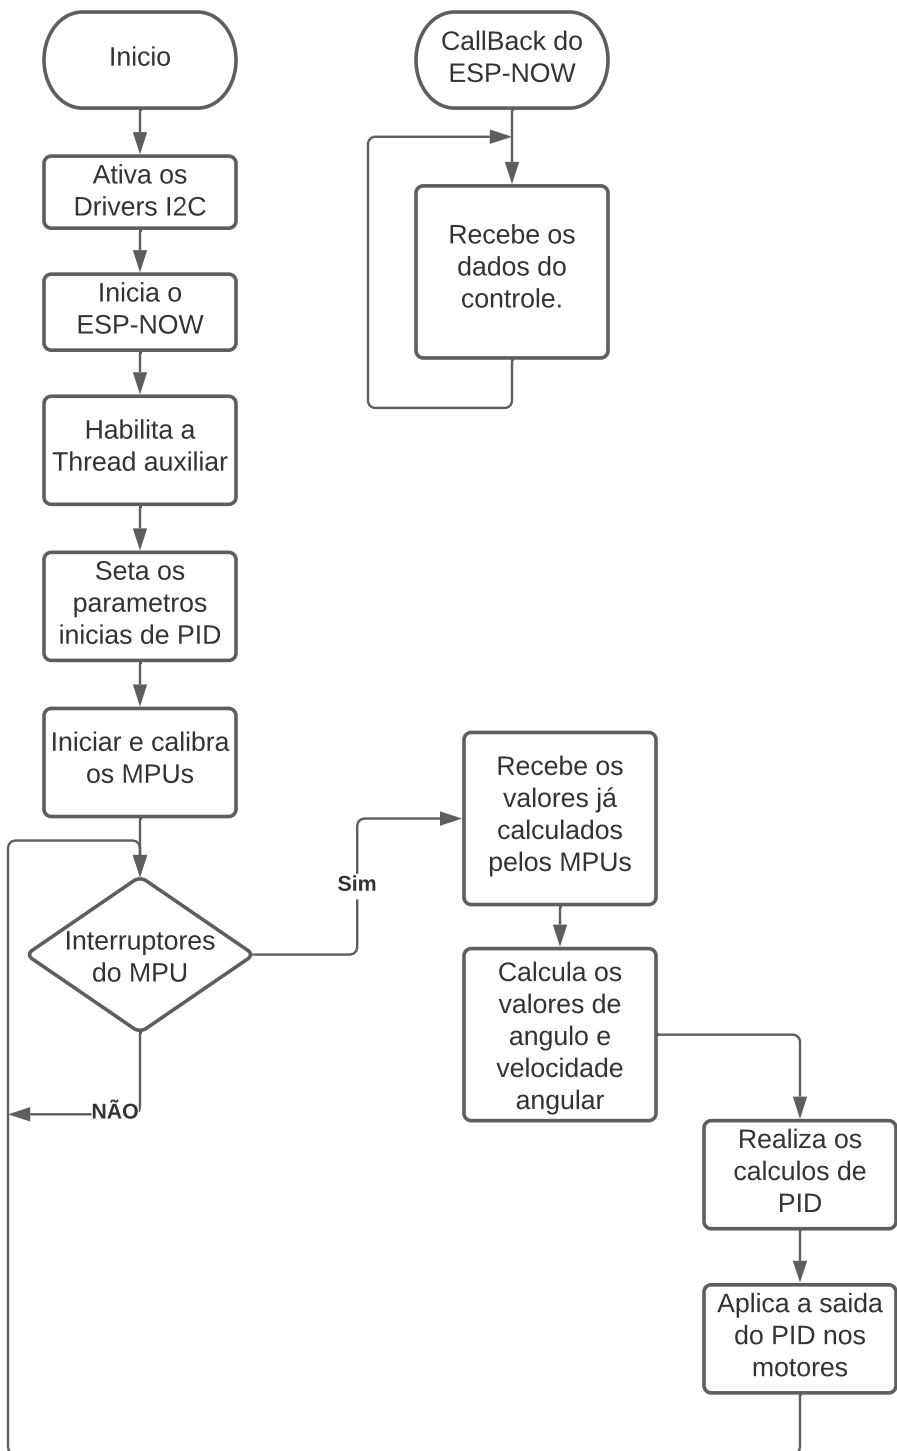 Inicio
Ativa os
Drivers I2C
Inicia o
ESP-NOW
Habilita a
Thread auxiliar
Seta os
parametros
inicias de PID
Iniciar e calibra
os MPUs
Interruptores
do MPU
NÃO
Sim
CallBack do
ESP-NOW
Recebe os
dados do
controle.
Recebe os
valores já
calculados
pelos MPUs
Calcula os
valores de
angulo e
velocidade
angular
Realiza os
calculos de
PID
Aplica a saida
do PID nos
motores